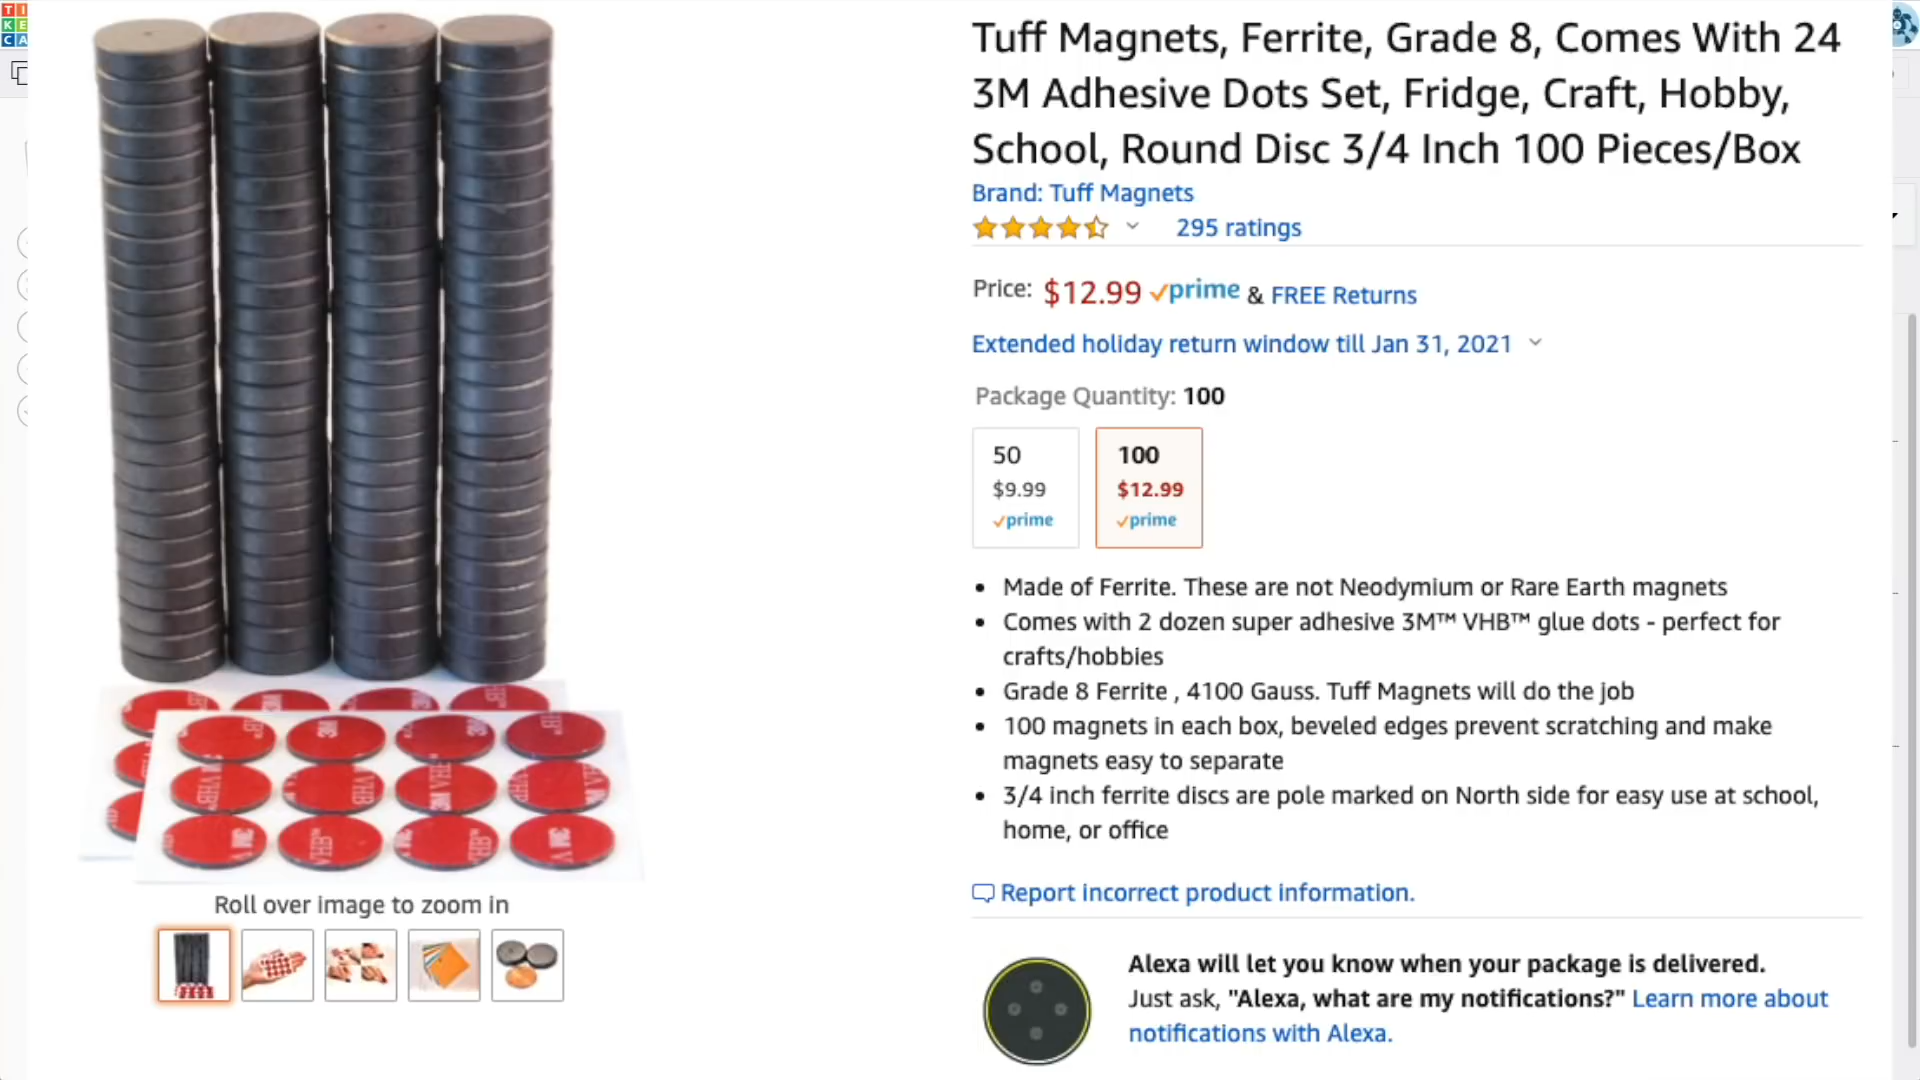 TI
KE
CA
Tuff Magnets, Ferrite, Grade 8, Comes With 24
3M Adhesive Dots Set, Fridge, Craft, Hobby,
School, Round Disc 3/4 Inch 100 Pieces/Box
Brand: Tuff Magnets
295 ratings
Price: $12.99 prime & FREE Returns
Extended holiday return window till Jan 31, 2021
Package Quantity: 100
50
$9.99
prime
100
$12.99
prime
• Made of Ferrite. These are not Neodymium or Rare Earth magnets
• Comes with 2 dozen super adhesive 3M™ VHB™ glue dots - perfect for
crafts/hobbies
• Grade 8 Ferrite , 4100 Gauss. Tuff Magnets will do the job
• 100 magnets in each box, beveled edges prevent scratching and make
magnets easy to separate
• 3/4 inch ferrite discs are pole marked on North side for easy use at school,
home, or office
Report incorrect product information.
Alexa will let you know when your package is delivered.
Just ask, "Alexa, what are my notifications?" Learn more about
notifications with Alexa.
Roll over image to zoom in